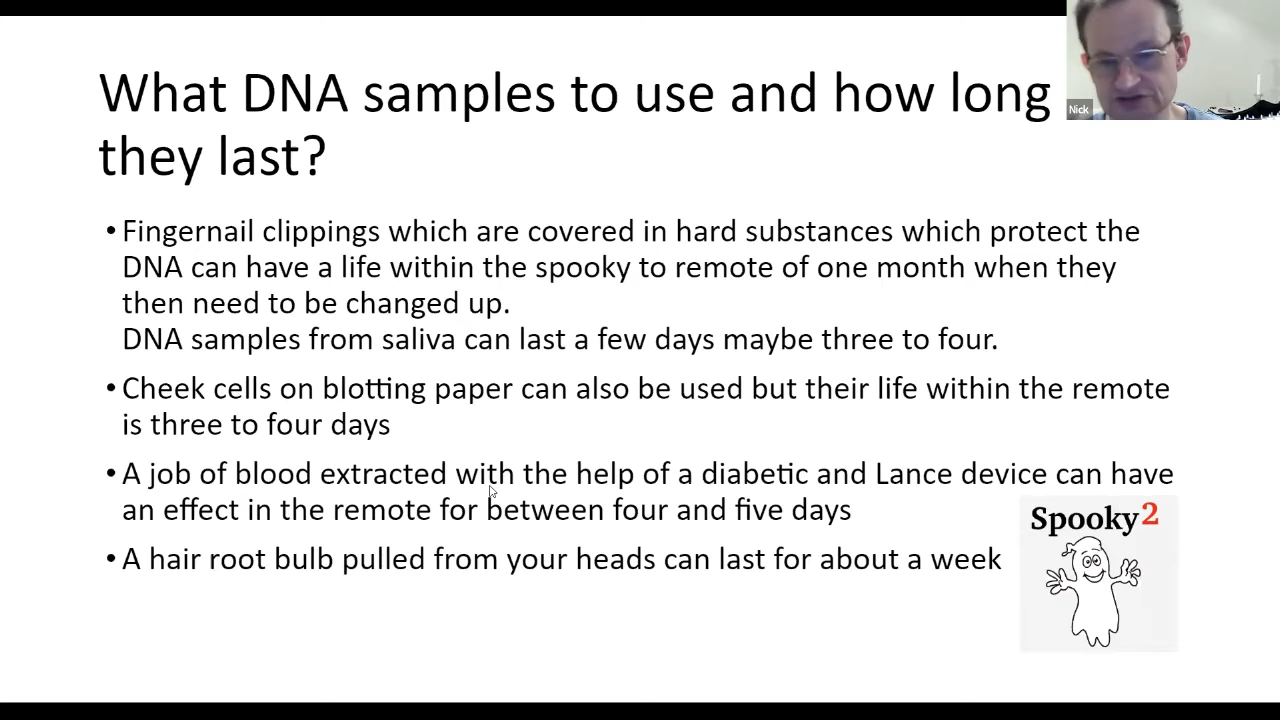 What DNA samples to use and how long
they last?
Nick
• Fingernail clippings which are covered in hard substances which protect the
DNA can have a life within the spooky to remote of one month when they
then need to be changed up.
DNA samples from saliva can last a few days maybe three to four.
• Cheek cells on blotting paper can also be used but their life within the remote
is three to four days
• A job of blood extracted with the help of a diabetic and Lance device can have
an effect in the remote for between four and five days
• A hair root bulb pulled from your heads can last for about a week
Spooky2